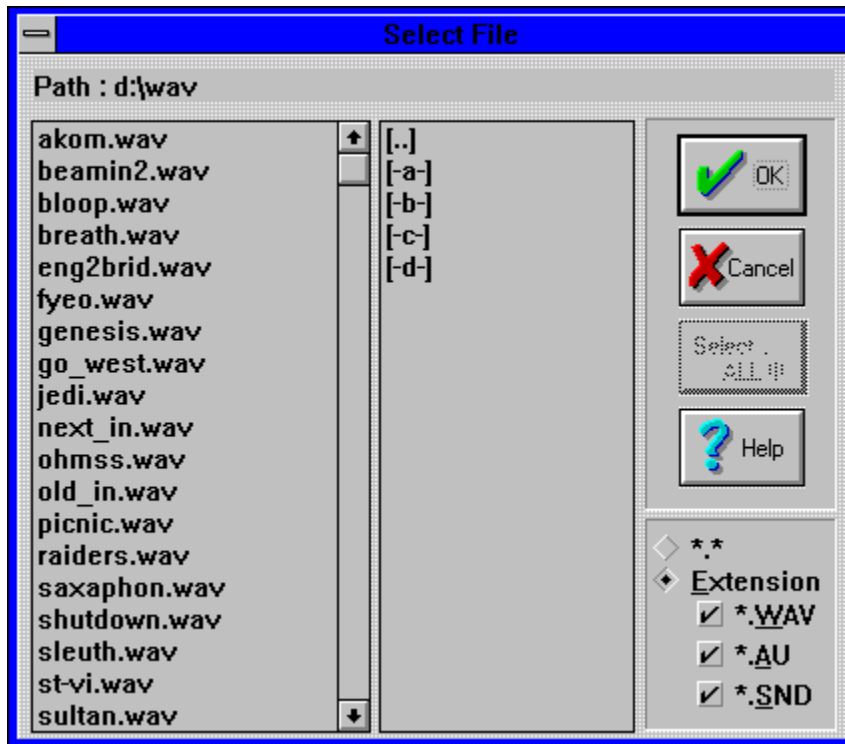 Select File
Path : d:\wav
akom.wav
beamin2.wav
bloop.wav
breath.wav
eng2brid.wav
fyeo.wav
genesis.wav
go_west.wav
jedi.wav
next_in.wav
ohmss.wav
old_in.wav
picnic.wav
raiders.wav
saxaphon.wav
shutdown.wav
sleuth.wav
st-vi.wav
sultan.wav
[..]
[-a-]
[-b-]
[-c-]
[-d-]
OK
Cancel
Select
ALL
Help
*.*
Extension
*.WAV
*.AU
*.SND